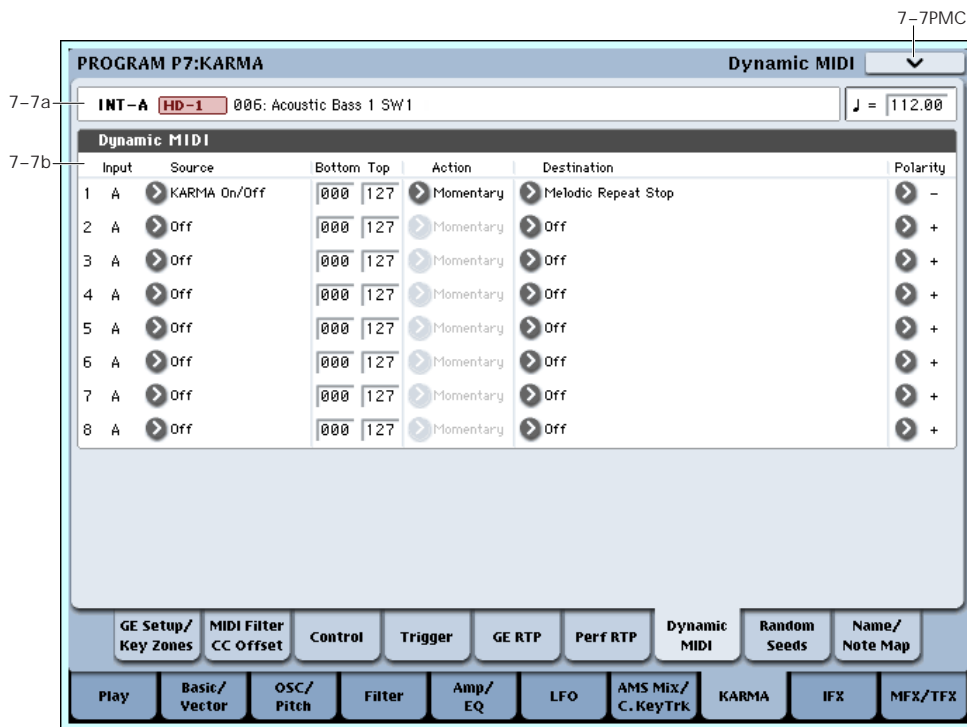 7-7PMC
PROGRAM P7:KARMA Dynamic MIDI
7-7a INT-A HD-1 006: Acoustic Bass 1 SW1 ♩ = 112.00
Dynamic MIDI
7-7b Input Source Bottom Top Action Destination Polarity
1 A KARMA On/Off 000 127 Momentary Melodic Repeat Stop -
2 A Off 000 127 Momentary Off +
3 A Off 000 127 Momentary Off +
4 A Off 000 127 Momentary Off +
5 A Off 000 127 Momentary Off +
6 A Off 000 127 Momentary Off +
7 A Off 000 127 Momentary Off +
8 A Off 000 127 Momentary Off +
GE Setup/
Key Zones
MIDI Filter
CC Offset
Control
Trigger
GE RTP
Perf RTP
Dynamic
MIDI
Random
Seeds
Name/
Note Map
Play
Basic/
Vector
OSC/
Pitch
Filter
Amp/
EQ
LFO
AMS Mix/
C.KeyTrk
KARMA
IFX
MFX/TFX